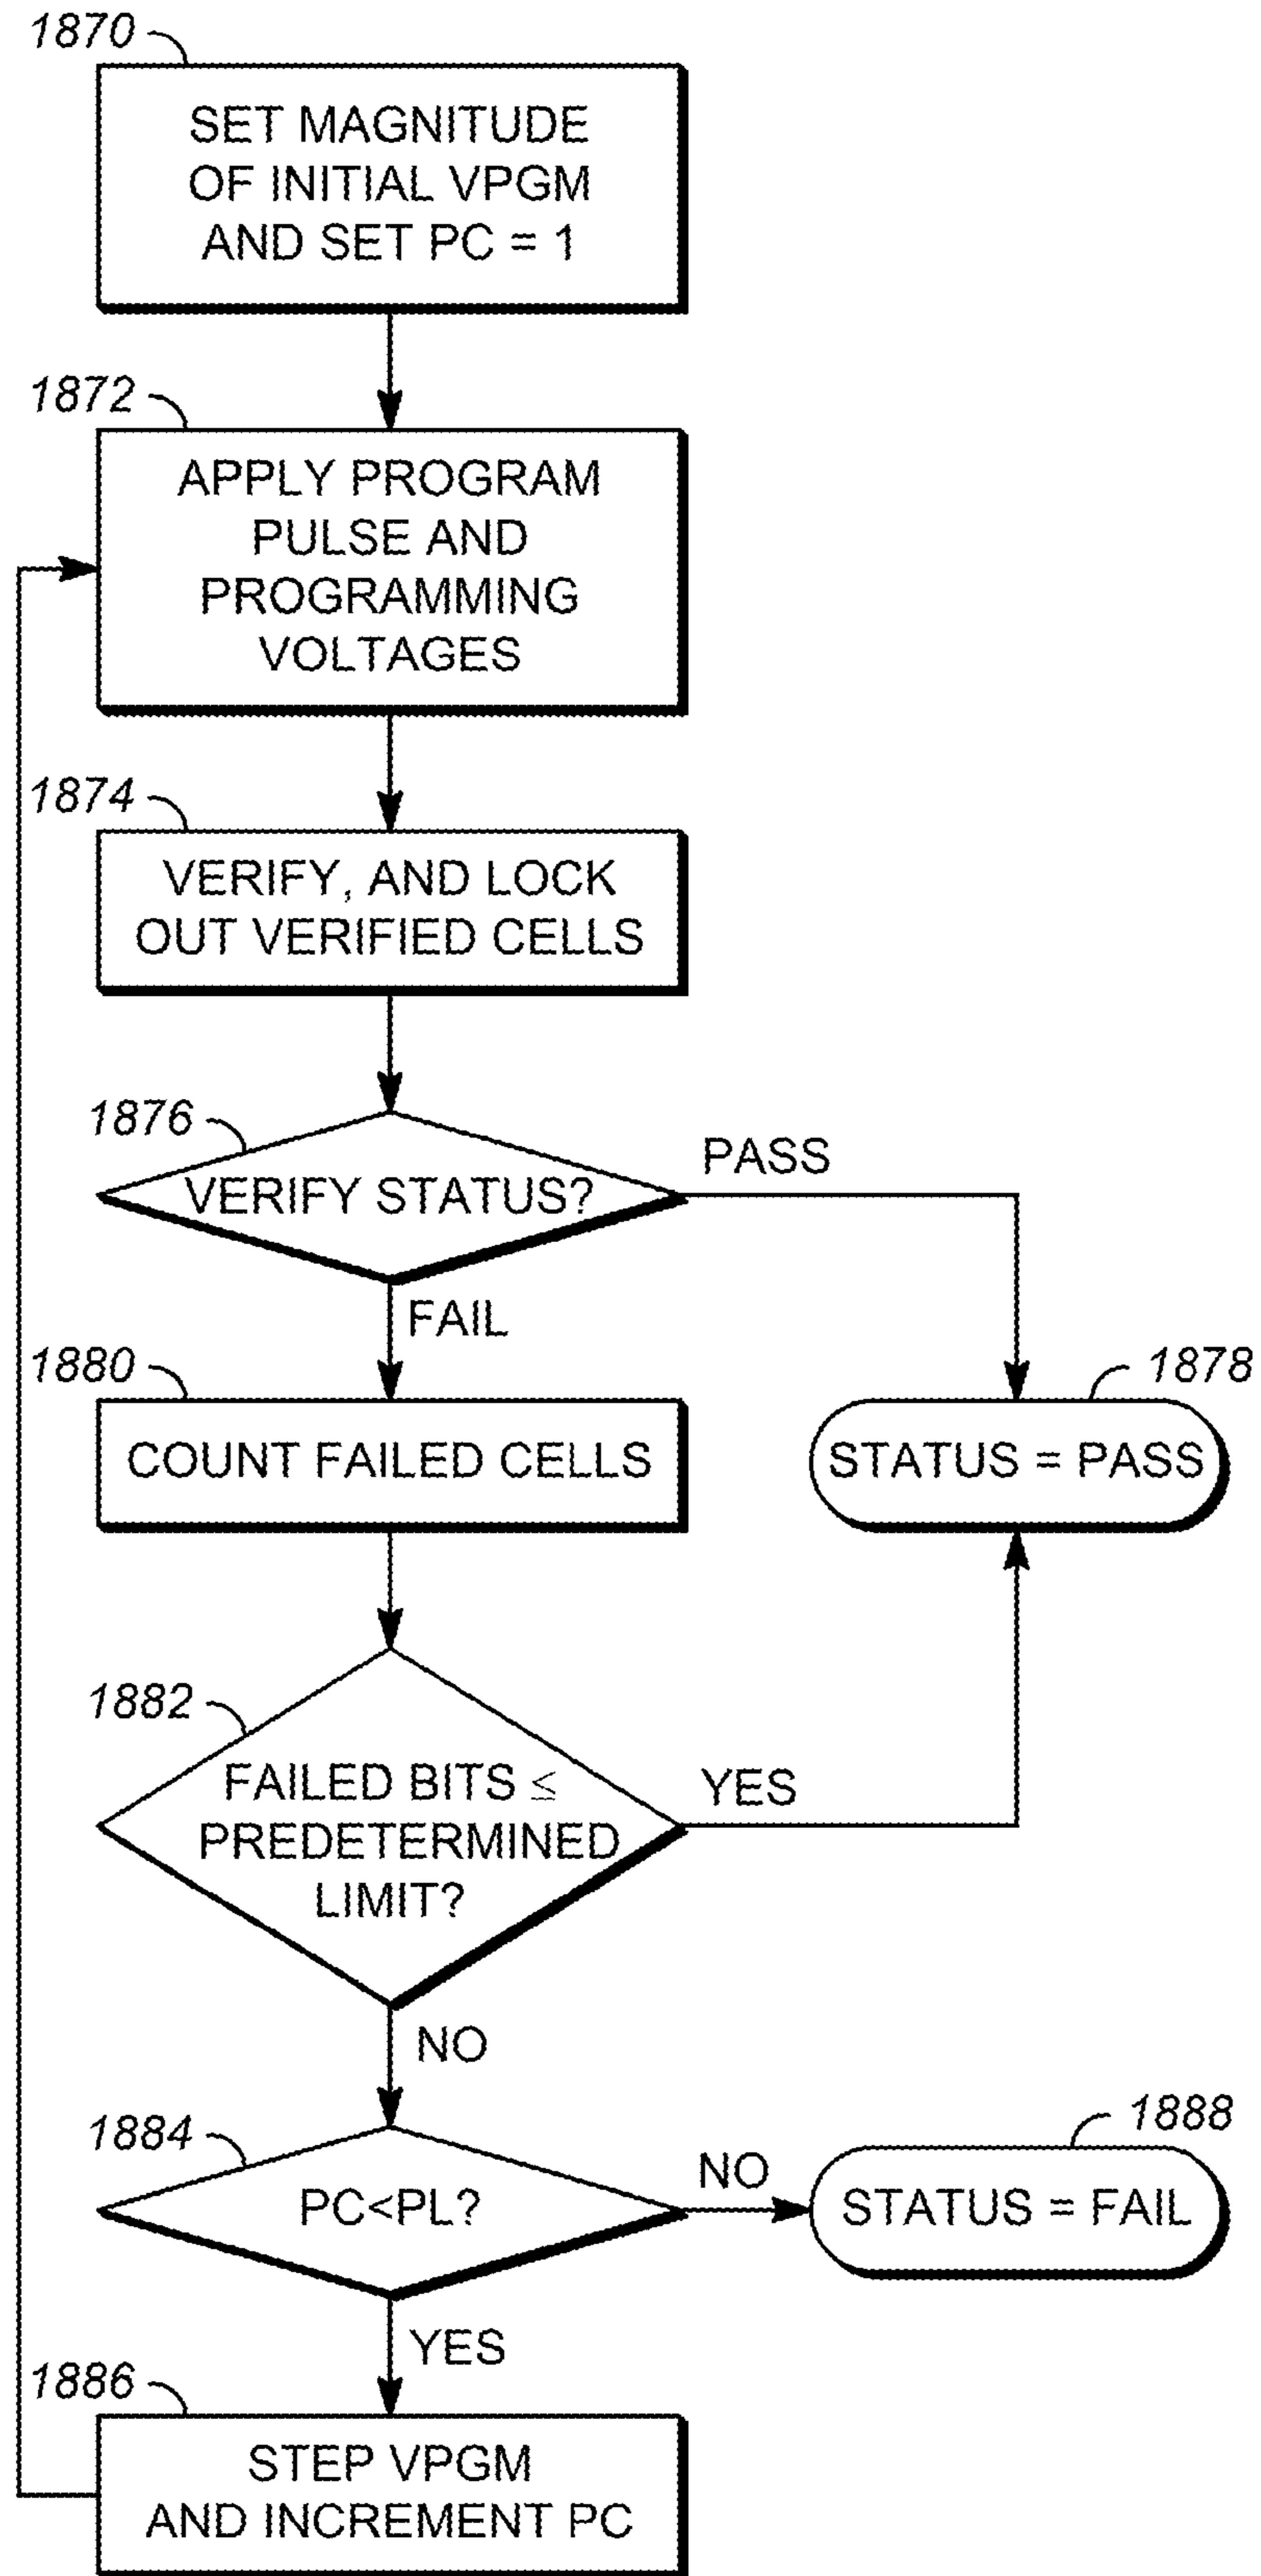 1870
SET MAGNITUDE
OF INITIAL VPGM
AND SET PC = 1
1872
APPLY PROGRAM
PULSE AND
PROGRAMMING
VOLTAGES
1874
VERIFY, AND LOCK
OUT VERIFIED CELLS
1876
VERIFY STATUS?
PASS
FAIL
1880
COUNT FAILED CELLS
1878
STATUS = PASS
1882
FAILED BITS ≤
PREDETERMINED
LIMIT?
YES
NO
1884
PC<PL?
NO
1888
STATUS = FAIL
YES
1886
STEP VPGM
AND INCREMENT PC